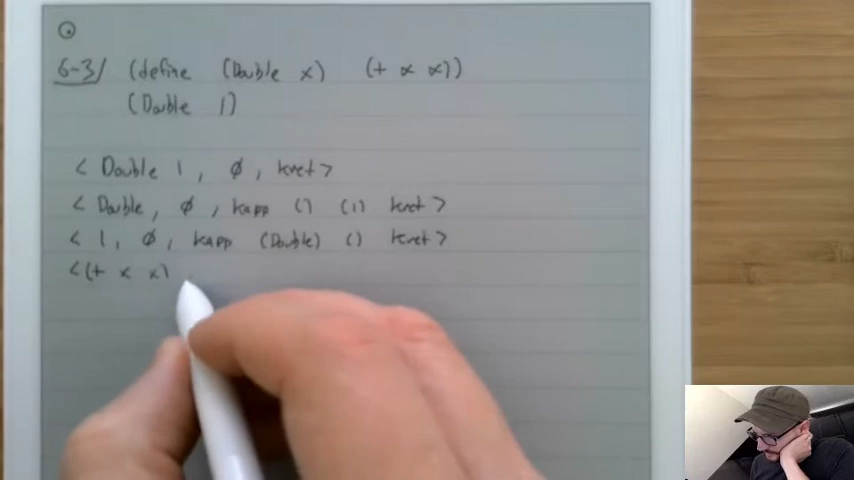 6-3/ (define (Double x) (+ x x))
(Double 1)
< Double 1, ∅, kret>
< Double, ∅, kapp () (1) kret>
< 1, ∅, kapp (Double) () kret>
<(+ x x)